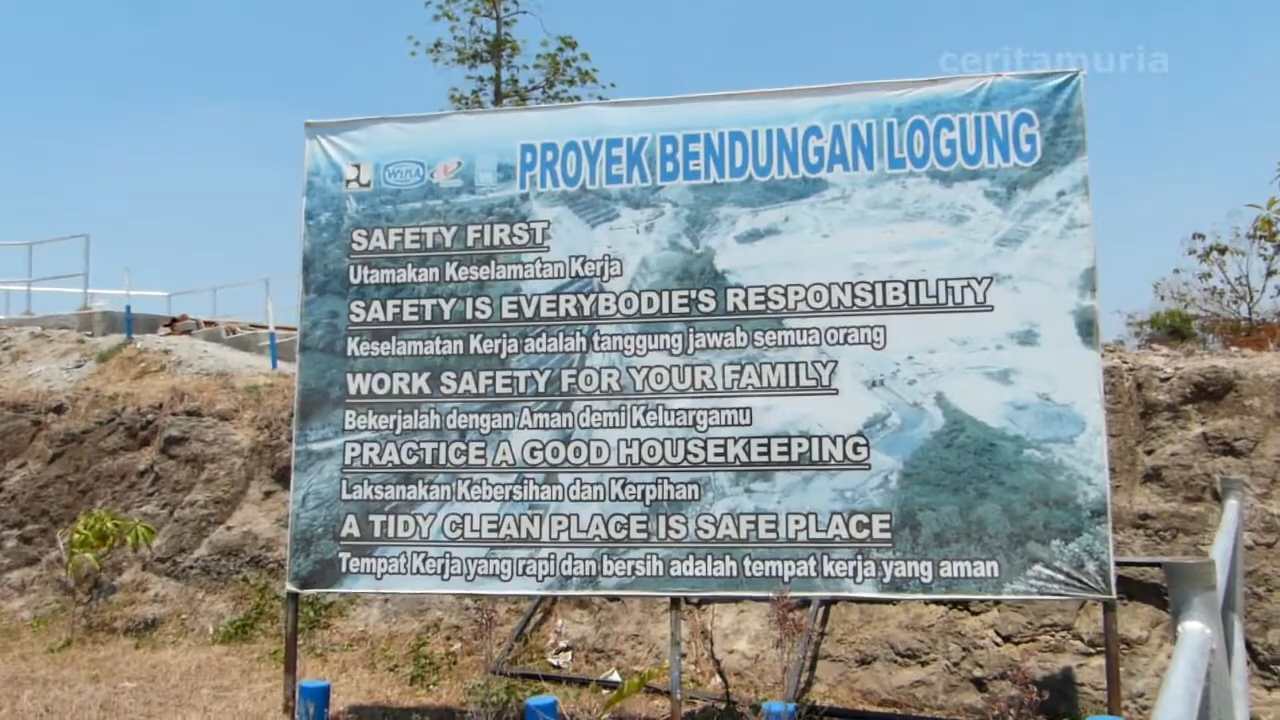 ceritamuria
PROYEK BENDUNGAN LOGUNG
WIKA
SAFETY FIRST
Utamakan Keselamatan Kerja
SAFETY IS EVERYBODIE'S RESPONSIBILITY
Keselamatan Kerja adalah tanggung jawab semua orang
WORK SAFETY FOR YOUR FAMILY
Bekerjalah dengan Aman demi Keluargamu
PRACTICE A GOOD HOUSEKEEPING
Laksanakan Kebersihan dan Kerpihan
A TIDY CLEAN PLACE IS SAFE PLACE
Tempat Kerja yang rapi dan bersih adalah tempat kerja yang aman